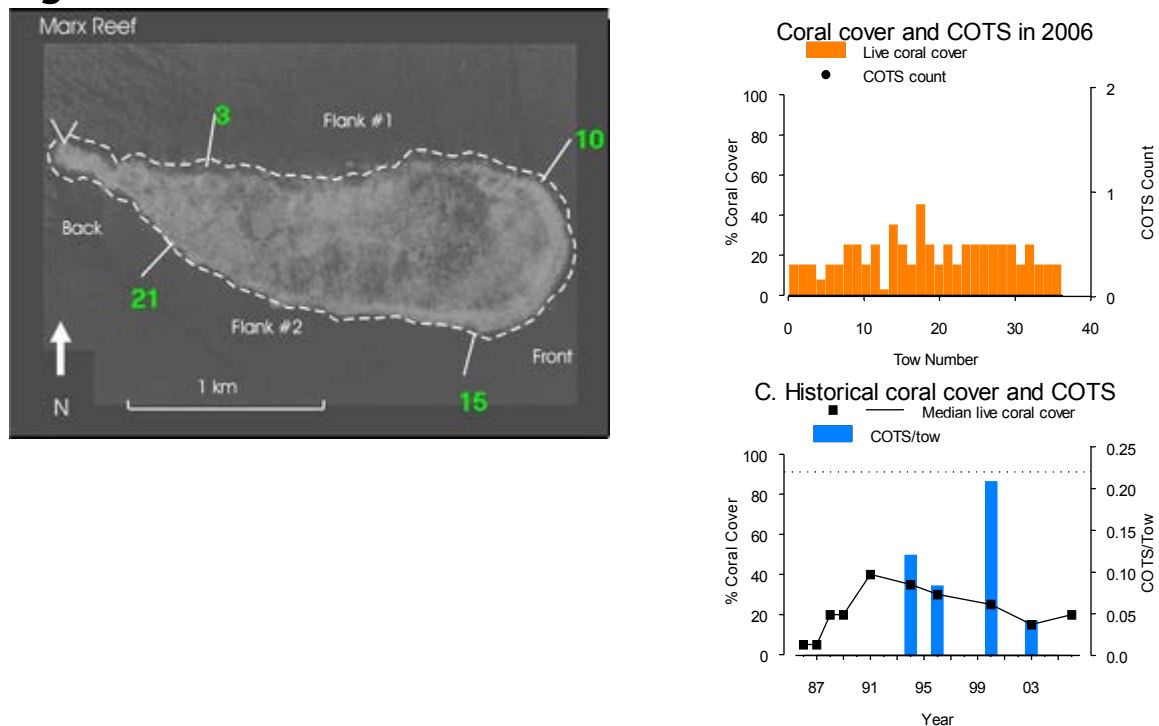 Marx Reef
3
Flank #1
10
Back
21
Flank #2
Front
1 km
N
15
Coral cover and COTS in 2006
Live coral cover
COTS count
100
80
60
40
20
0
% Coral Cover
2
1
0
COTS Count
0 10 20 30 40
Tow Number
C. Historical coral cover and COTS
Median live coral cover
COTS/tow
100
80
60
40
20
0
% Coral Cover
0.25
0.20
0.15
0.10
0.05
0.0
COTS/Tow
87 91 95 99 03
Year